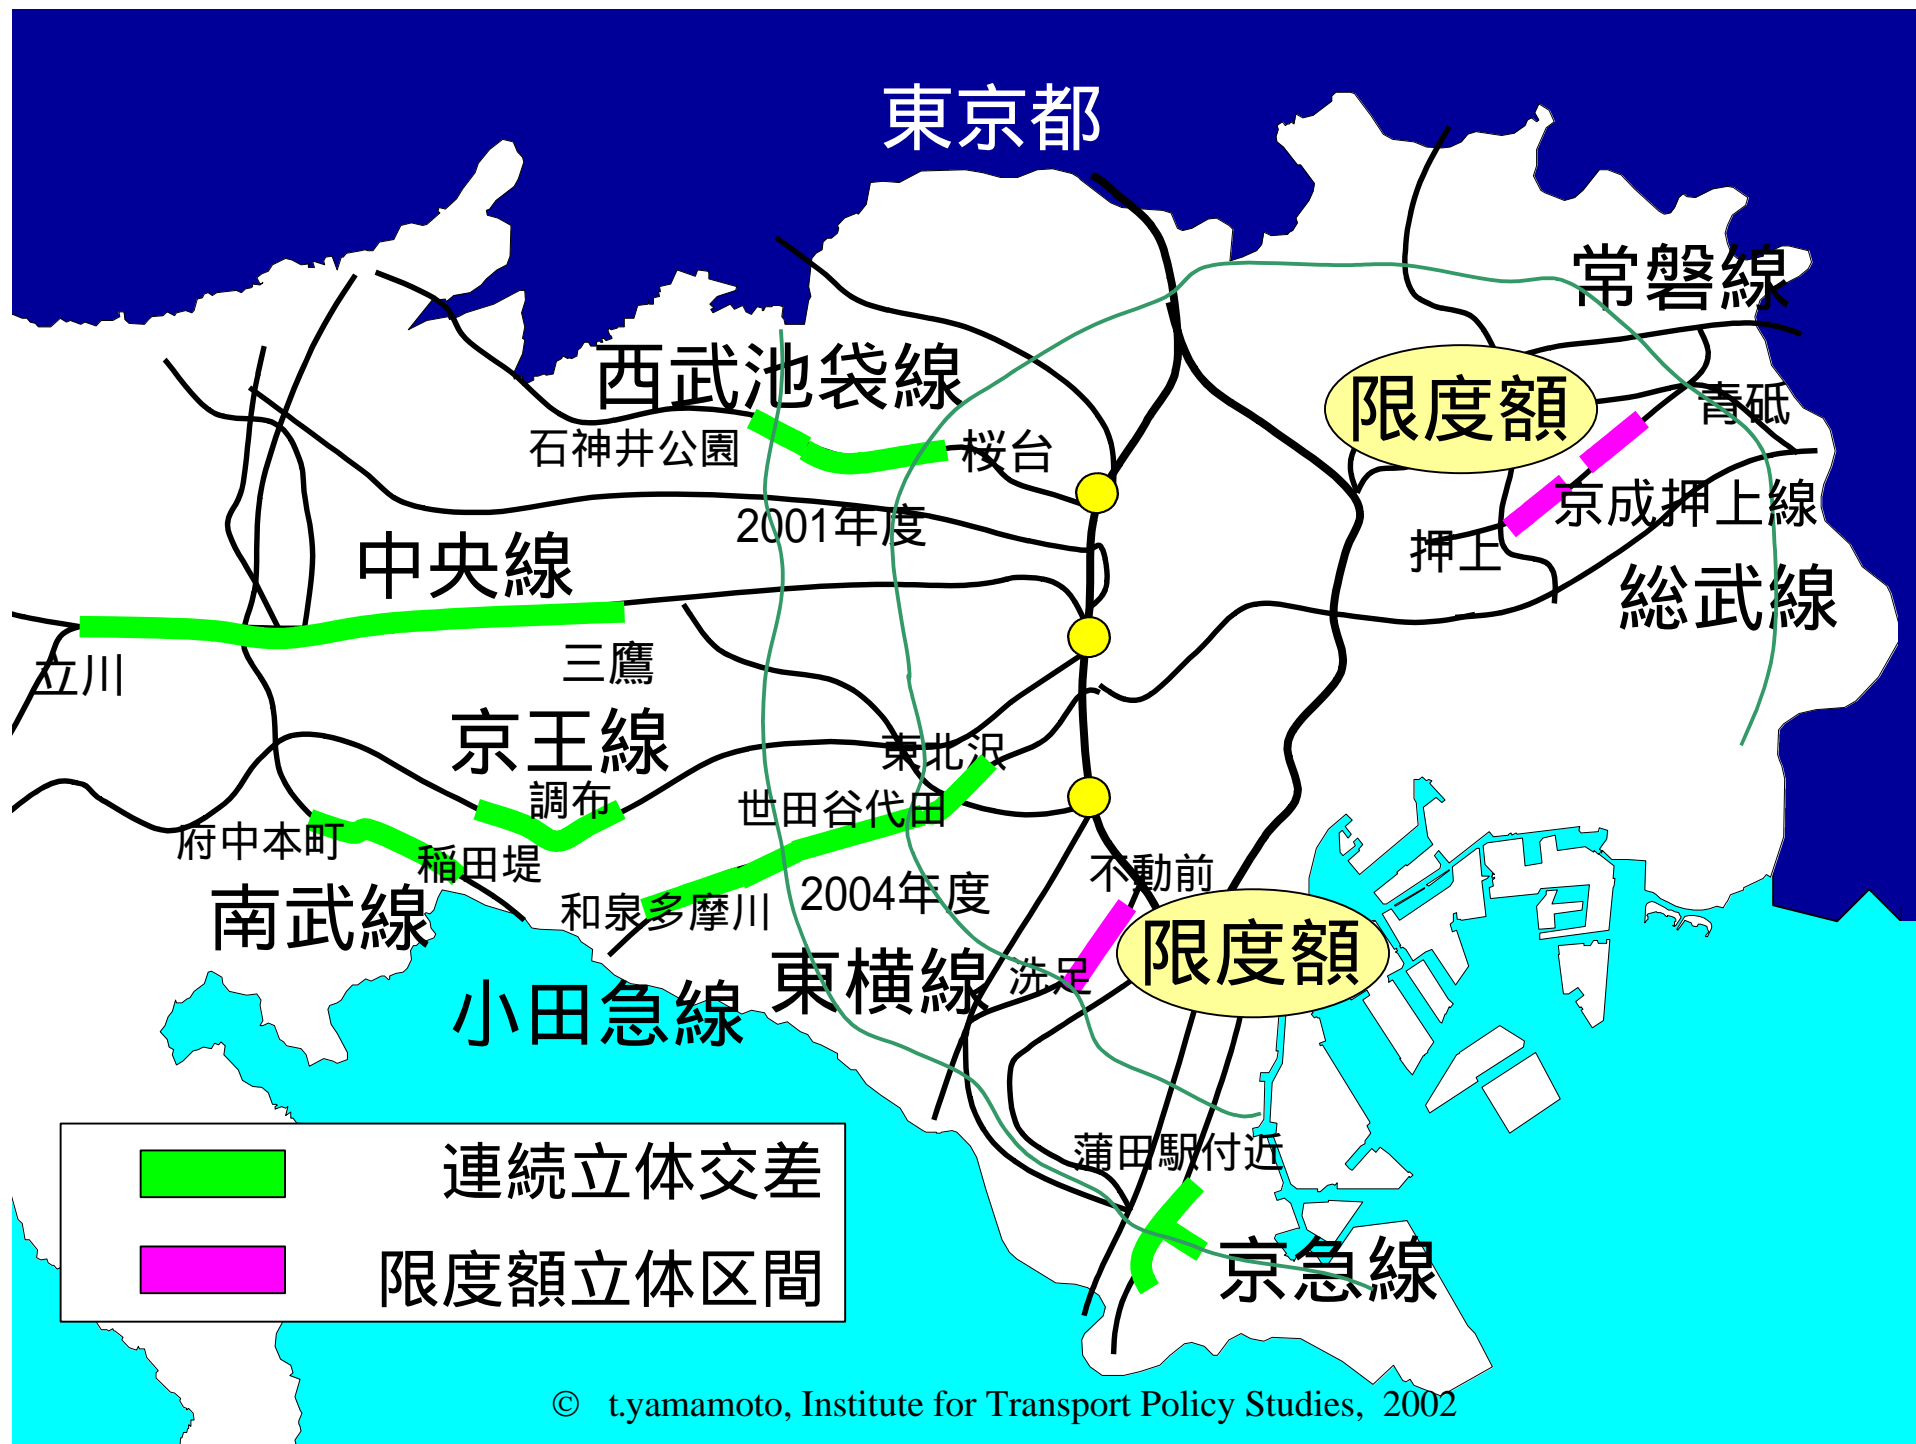 東京都
常磐線
西武池袋線
限度額
青砥
石神井公園
桜台
京成押上線
2001年度
押上
中央線
総武線
三鷹
立川
京王線
東北沢
調布
世田谷代田
府中本町
稲田堤
不動前
2004年度
和泉多摩川
南武線
限度額
東横線
洗足
小田急線
蒲田駅付近
連続立体交差
京急線
限度額立体区間
© t.yamamoto, Institute for Transport Policy Studies, 2002